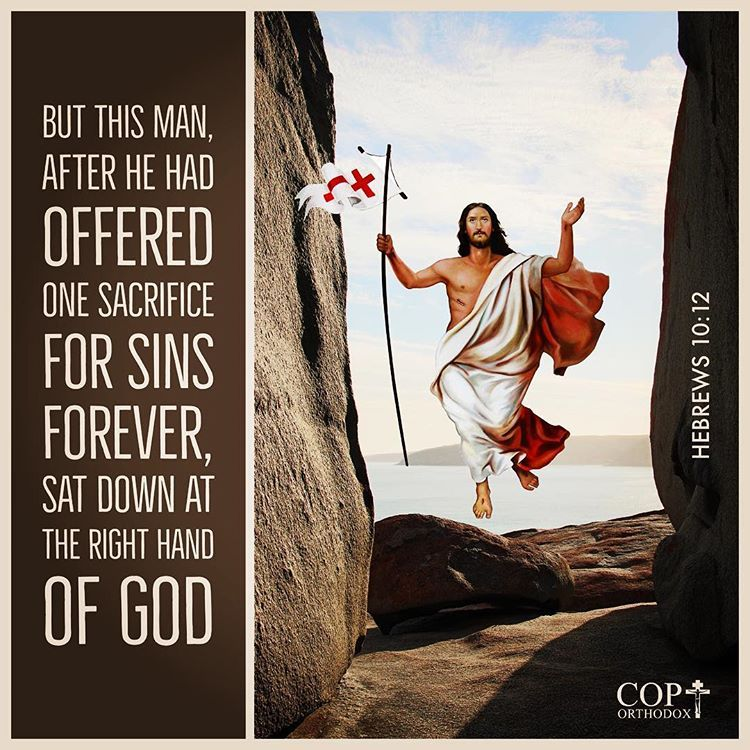 BUT THIS MAN,
AFTER HE HAD
OFFERED
ONE SACRIFICE
FOR SINS
FOREVER,
SAT DOWN AT
THE RIGHT HAND
OF GOD
HEBREWS 10:12
COPT
ORTHODOX